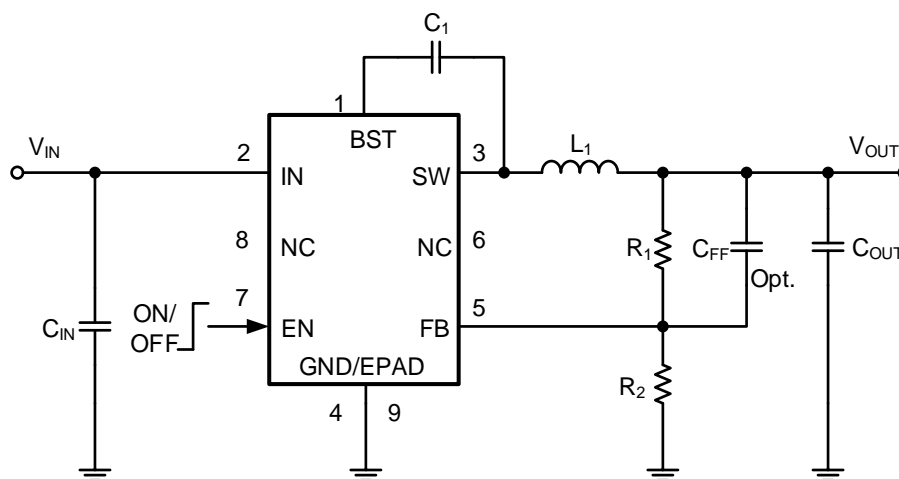 C1
1
BST
VIN
2
IN
SW
3
L1
VOUT
8
NC
NC
6
R1
CFF
Opt.
COUT
CIN
ON/
OFF
7
EN
FB
5
GND/EPAD
R2
4
9